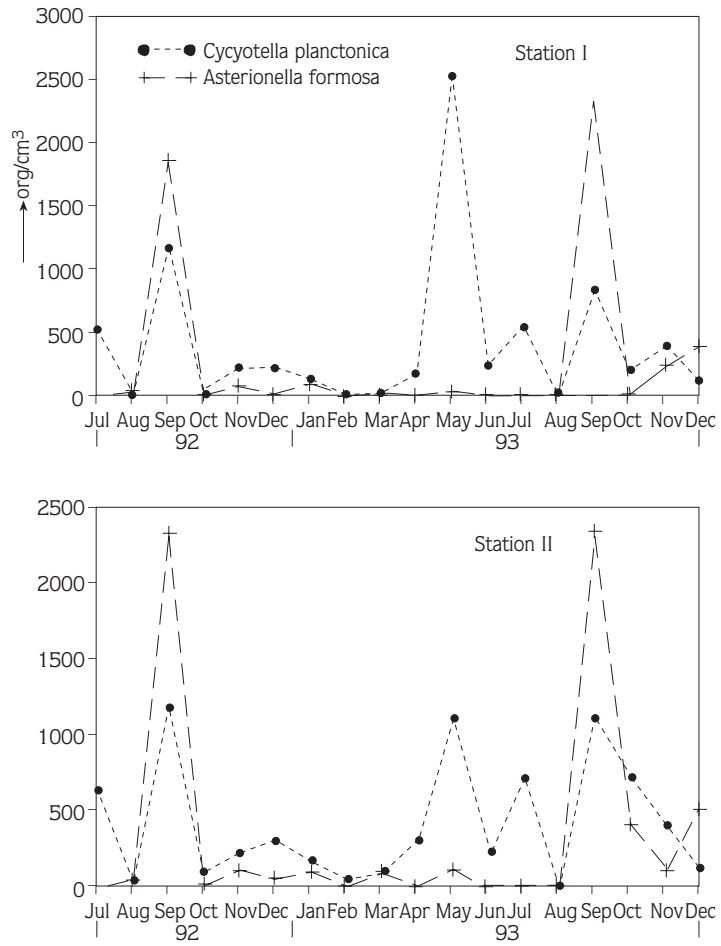 3000
Cycyotella planctonica
Station I
Asterionella formosa
2500
2000
1500
1000
500
0
org/cm³
Jul Aug Sep Oct Nov Dec Jan Feb Mar Apr May Jun Jul Aug Sep Oct Nov Dec
92 93
2500
Station II
2000
1500
1000
500
0
Jul Aug Sep Oct Nov Dec Jan Feb Mar Apr May Jun Jul Aug Sep Oct Nov Dec
92 93